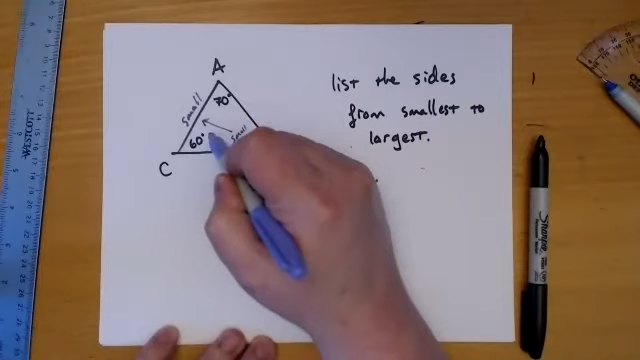 A
small
70°
60°
small
C
list the sides
from smallest to
largest.
WESTCOTT
Sharpie